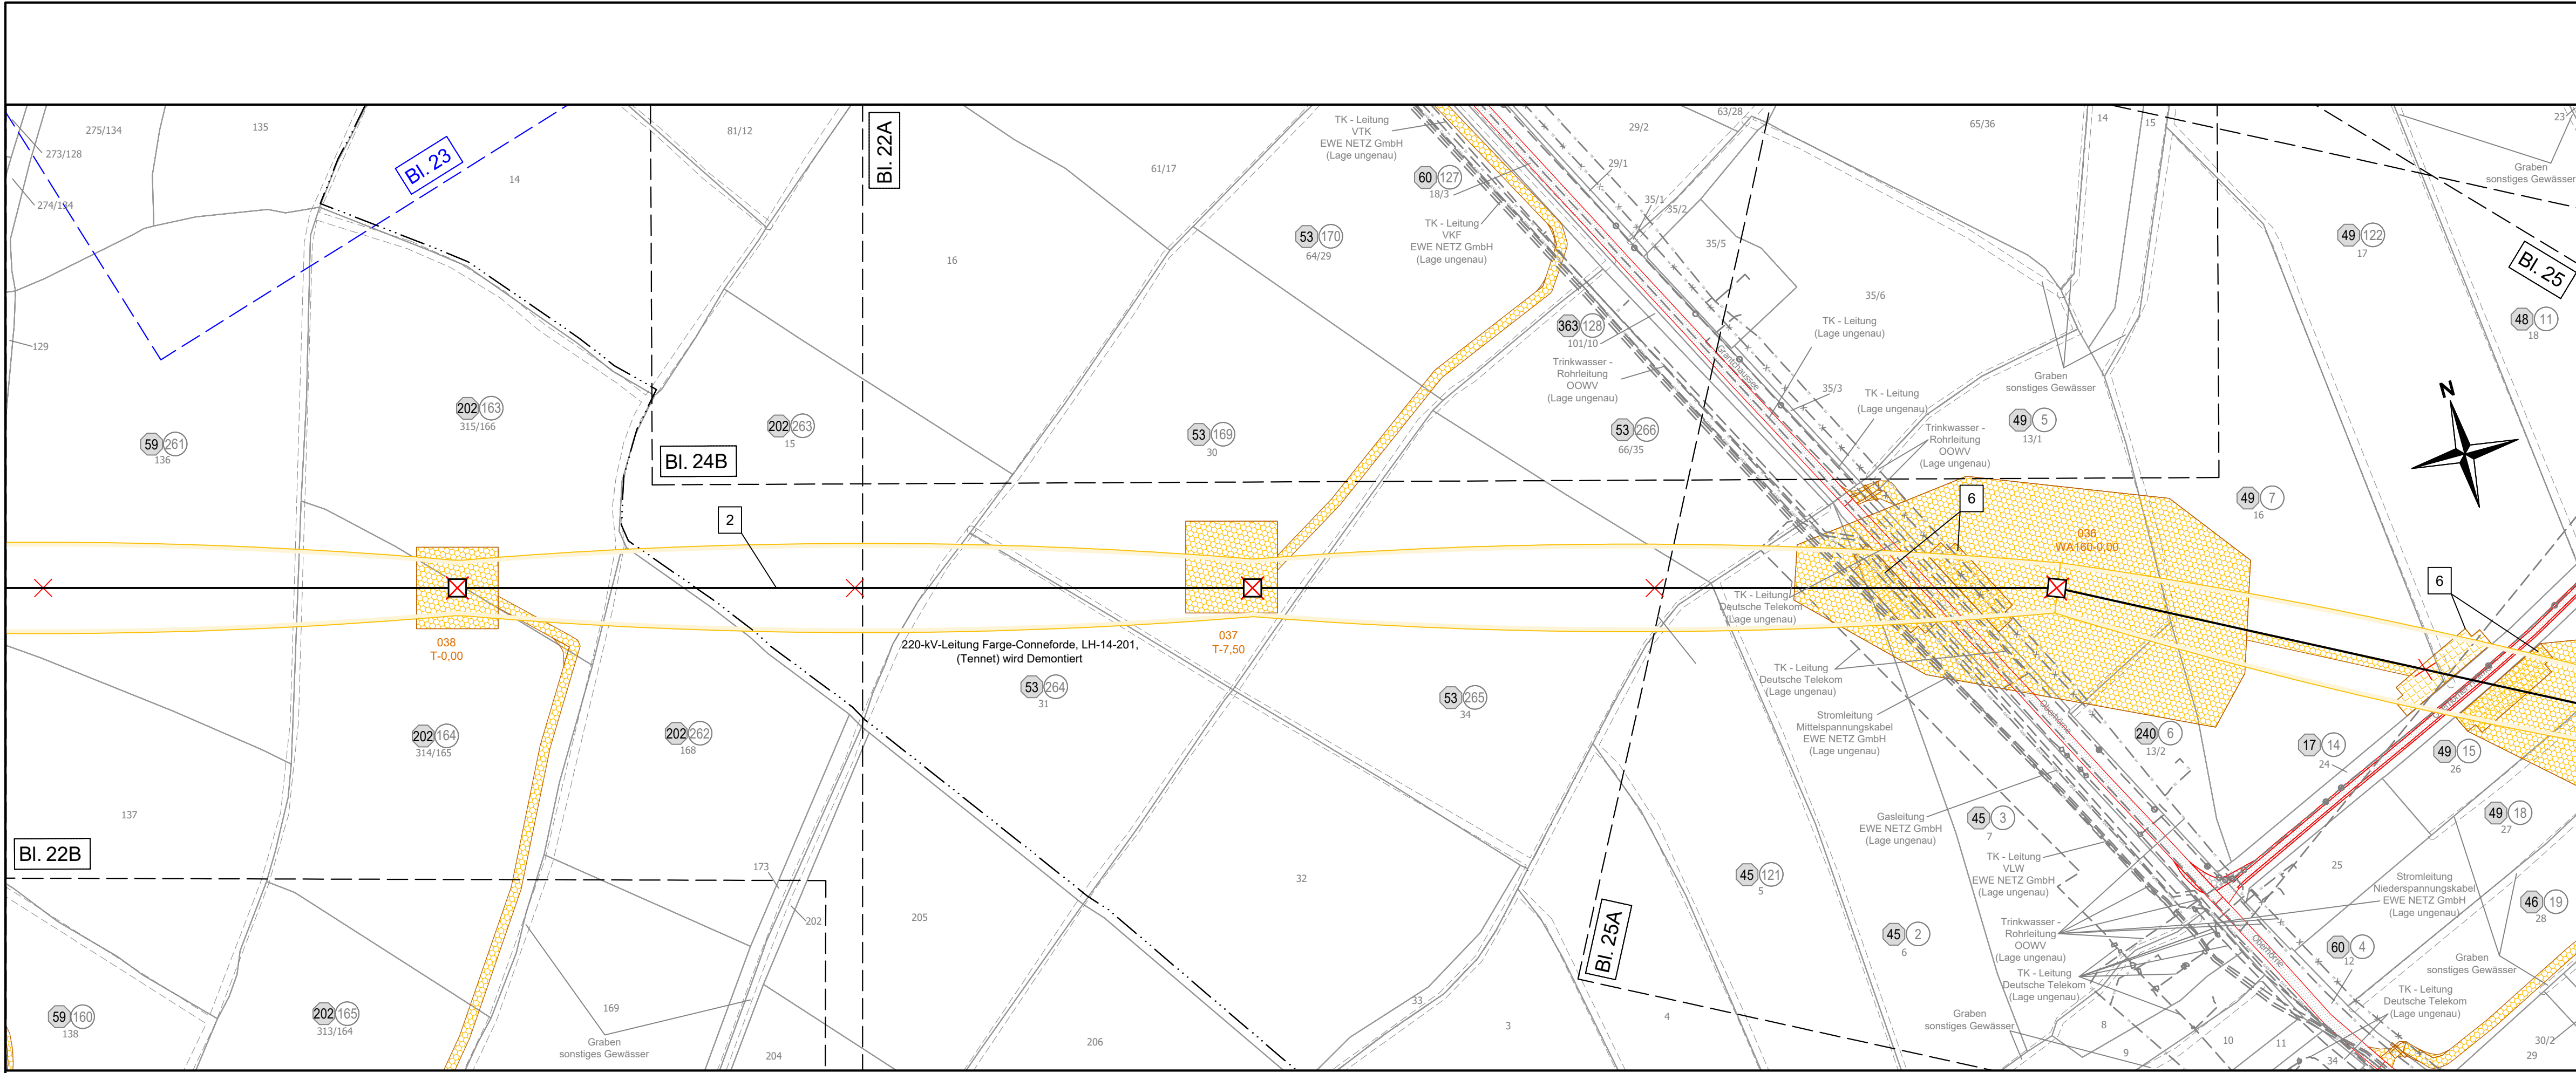 275/134
135
273/128
274/134
129
Bl. 23
14
81/12
Bl. 22A
16
61/17
TK - Leitung
VTK
EWE NETZ GmbH
(Lage ungenau)
60 127
18/3
TK - Leitung
VKF
EWE NETZ GmbH
(Lage ungenau)
53 170
64/29
29/2
29/1
63/28
35/1
35/2
35/5
65/36
14
15
35/6
TK - Leitung
(Lage ungenau)
363 128
101/10
Trinkwasser -
Rohrleitung
OOWV
(Lage ungenau)
Grantchaussee
35/3
TK - Leitung
(Lage ungenau)
Graben
sonstiges Gewässer
49 5
13/1
Trinkwasser -
Rohrleitung
OOWV
(Lage ungenau)
23
Graben
sonstiges Gewässer
49 122
17
Bl. 25
48 11
18
N
59 261
136
202 163
315/166
202 263
15
Bl. 24B
53 169
30
53 266
66/35
49 7
16
2
6
036
WA160-0,00
6
038
T-0,00
037
T-7,50
220-kV-Leitung Farge-Conneforde, LH-14-201,
(Tennet) wird Demontiert
TK - Leitung
Deutsche Telekom
(Lage ungenau)
TK - Leitung
Deutsche Telekom
(Lage ungenau)
Stromleitung
Mittelspannungskabel
EWE NETZ GmbH
(Lage ungenau)
Oberhörne
53 264
31
53 265
34
202 164
314/165
202 262
168
240 6
13/2
17 14
24
49 15
26
137
Bl. 22B
Gasleitung
EWE NETZ GmbH
(Lage ungenau)
45 3
7
49 18
27
TK - Leitung
VLW
EWE NETZ GmbH
(Lage ungenau)
25
Stromleitung
Niederspannungskabel
EWE NETZ GmbH
(Lage ungenau)
173
202
205
32
45 121
5
Bl. 25A
45 2
6
46 19
28
Trinkwasser -
Rohrleitung
OOWV
(Lage ungenau)
TK - Leitung
Deutsche Telekom
(Lage ungenau)
Oberhörne
60 4
12
Graben
sonstiges Gewässer
TK - Leitung
Deutsche Telekom
(Lage ungenau)
59 160
138
202 165
313/164
169
Graben
sonstiges Gewässer
204
206
33
3
4
Graben
sonstiges Gewässer
8
9
10
11
34
30/2
29